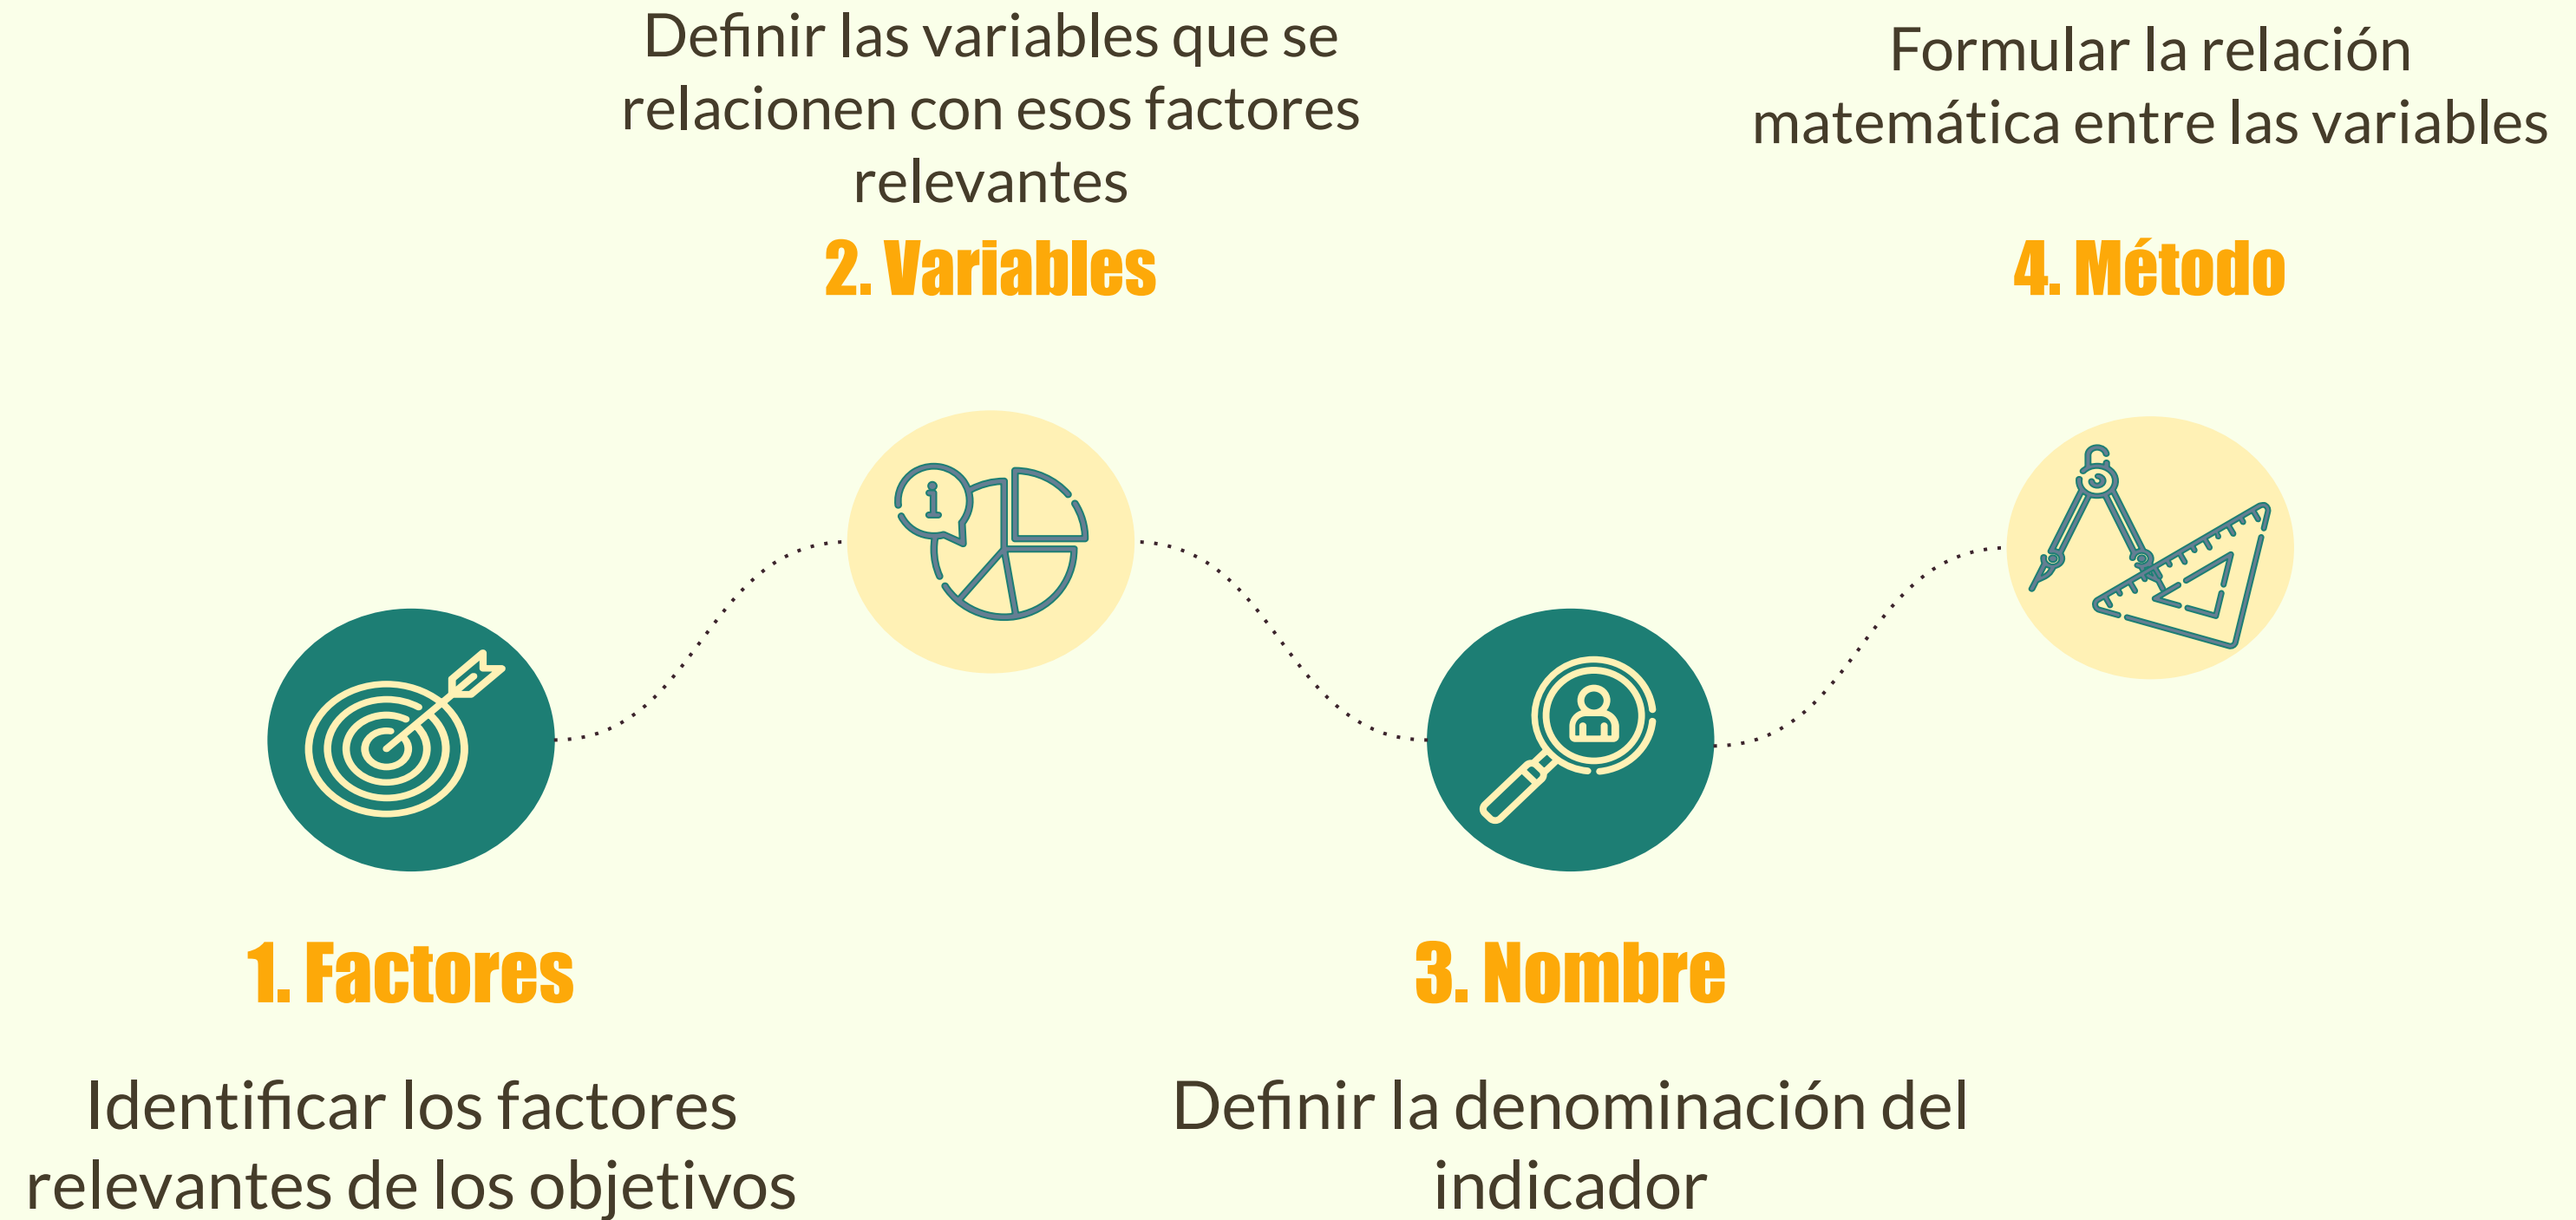 Definir las variables que se
relacionen con esos factores
relevantes
2. Variables
Formular la relación
matemática entre las variables
4. Método
i
1. Factores
Identificar los factores
relevantes de los objetivos
3. Nombre
Definir la denominación del
indicador